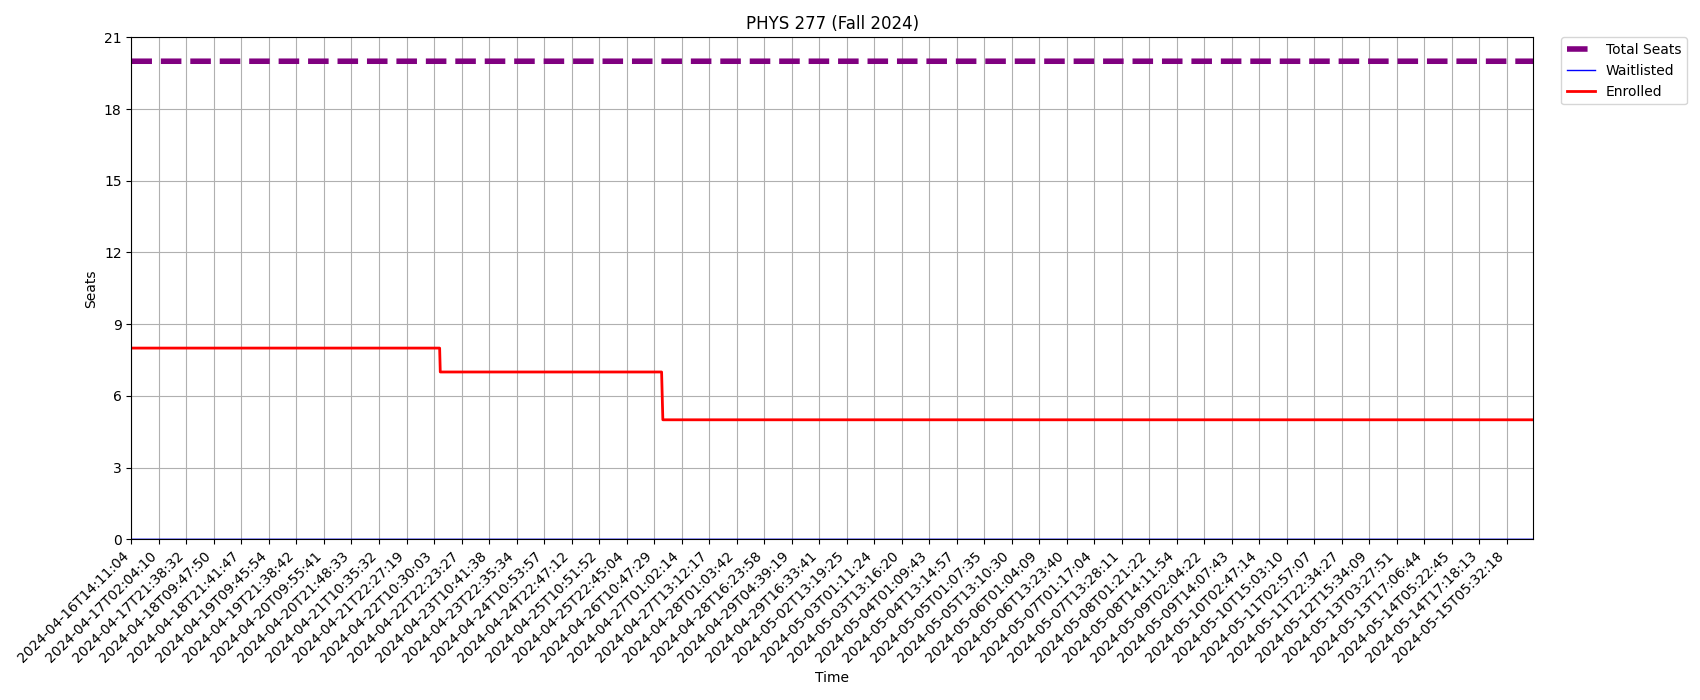 PHYS 277 (Fall 2024)
Total Seats
Waitlisted
Enrolled
21
18
15
12
9
6
3
0
Seats
2024-04-16T14:11:04
2024-04-17T02:04:10
2024-04-17T21:38:32
2024-04-18T09:47:50
2024-04-18T21:41:47
2024-04-19T09:45:54
2024-04-19T21:38:42
2024-04-20T09:55:41
2024-04-20T21:48:33
2024-04-21T10:35:32
2024-04-21T22:27:19
2024-04-22T10:30:03
2024-04-22T22:23:27
2024-04-23T10:41:38
2024-04-23T22:35:34
2024-04-24T10:53:57
2024-04-24T22:47:12
2024-04-25T10:51:52
2024-04-25T22:45:04
2024-04-26T10:47:29
2024-04-27T01:02:14
2024-04-27T13:12:17
2024-04-28T01:03:42
2024-04-28T16:23:58
2024-04-29T04:39:19
2024-04-29T16:33:41
2024-05-02T13:19:25
2024-05-03T01:11:24
2024-05-03T13:16:20
2024-05-04T01:09:43
2024-05-04T13:14:57
2024-05-05T01:07:35
2024-05-05T13:10:30
2024-05-06T01:04:09
2024-05-06T13:23:40
2024-05-07T01:17:04
2024-05-07T13:28:11
2024-05-08T01:21:22
2024-05-08T14:11:54
2024-05-09T02:04:22
2024-05-09T14:07:43
2024-05-10T02:47:14
2024-05-10T15:03:10
2024-05-11T02:57:07
2024-05-11T22:34:27
2024-05-12T15:34:09
2024-05-13T03:27:51
2024-05-13T17:06:44
2024-05-14T05:22:45
2024-05-14T17:18:13
2024-05-15T05:32:18
Time